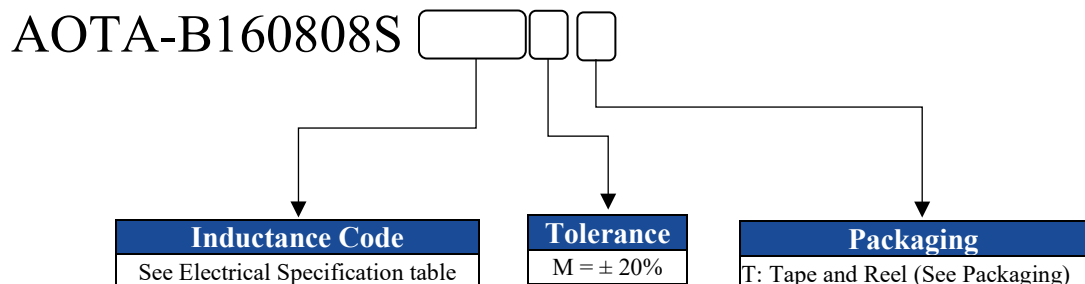 AOTA-B160808S
Inductance Code
See Electrical Specification table
Tolerance
M = ± 20%
Packaging
T: Tape and Reel (See Packaging)